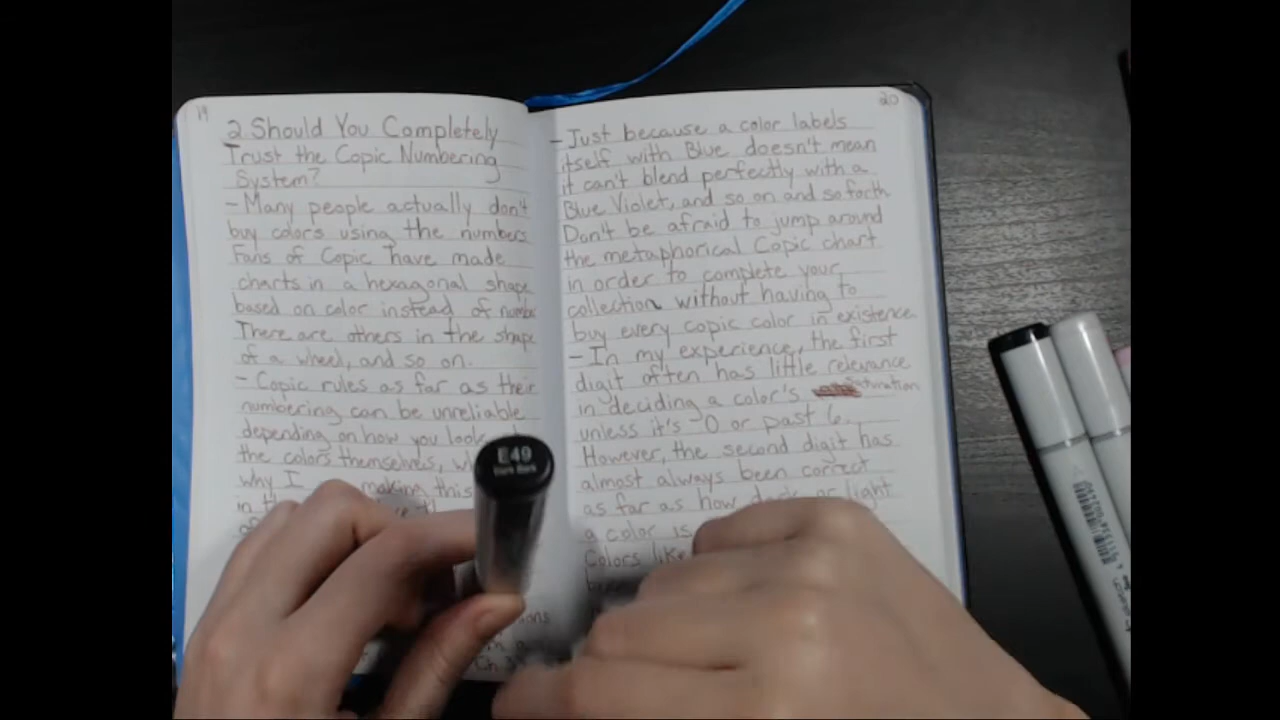 19
2 Should You Completely
Trust the Copic Numbering
System?
- Many people actually don't
buy colors using the numbers
Fans of Copic have made
charts in a hexagonal shape
based on color instead of
There are others in the shape
of a wheel, and so on.
- Copic rules as far as their
numbering can be unreliable
depending on how you look
the colors themselves,
why I making this
in
20
- Just because a color labels
itself with Blue doesn't mean
it can't blend perfectly with a
Blue Violet, and so on and so forth
Don't be afraid to jump around
the metaphorical Copic chart
in order to complete your
collection without having to
buy every copic color in existence.
- In my experience, the first
digit often has little relevance
in deciding a color's saturation
unless it's 0 or past 6.
However, the second digit has
almost always been correct
as far as how dark or light
a color is
Colors like
E49
Dark Bark